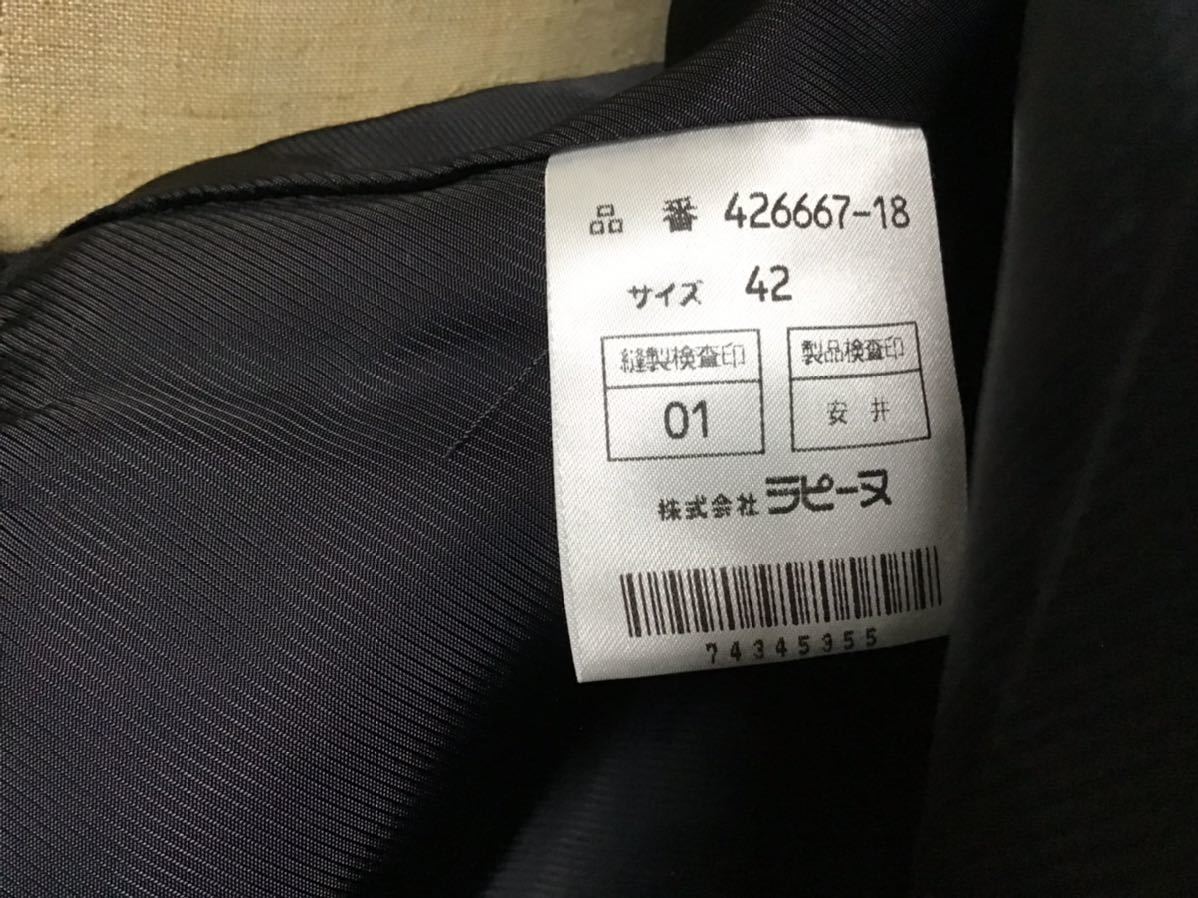 品 番 426667-18
サイズ 42
縫製検査印 製品検査印
01 安井
株式会社 ラピーヌ
74345355